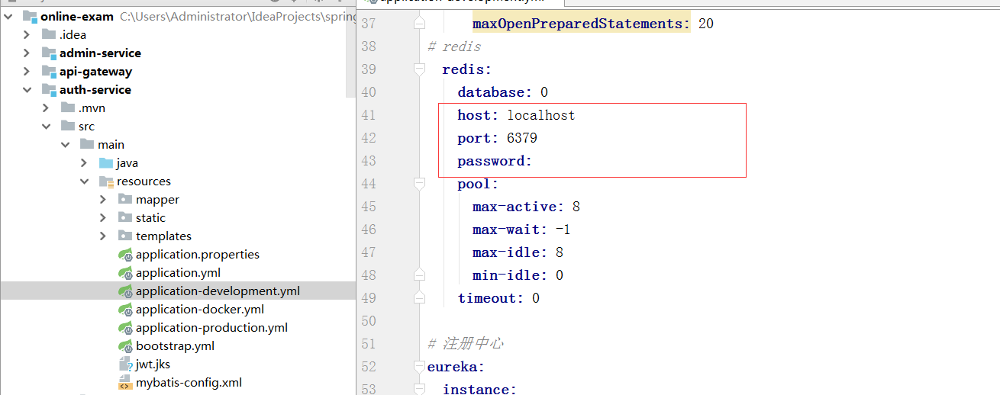 online-exam C:\Users\Administrator\IdeaProjects\spring
.idea
admin-service
api-gateway
auth-service
.mvn
src
main
java
resources
mapper
static
templates
application.properties
application.yml
application-development.yml
application-docker.yml
application-production.yml
bootstrap.yml
jwt.jks
mybatis-config.xml
application-development.yml
37 maxOpenPreparedStatements: 20
38 # redis
39 redis:
40 database: 0
41 host: localhost
42 port: 6379
43 password:
44 pool:
45 max-active: 8
46 max-wait: -1
47 max-idle: 8
48 min-idle: 0
49 timeout: 0
50
51 # 注册中心
52 eureka:
53 instance: